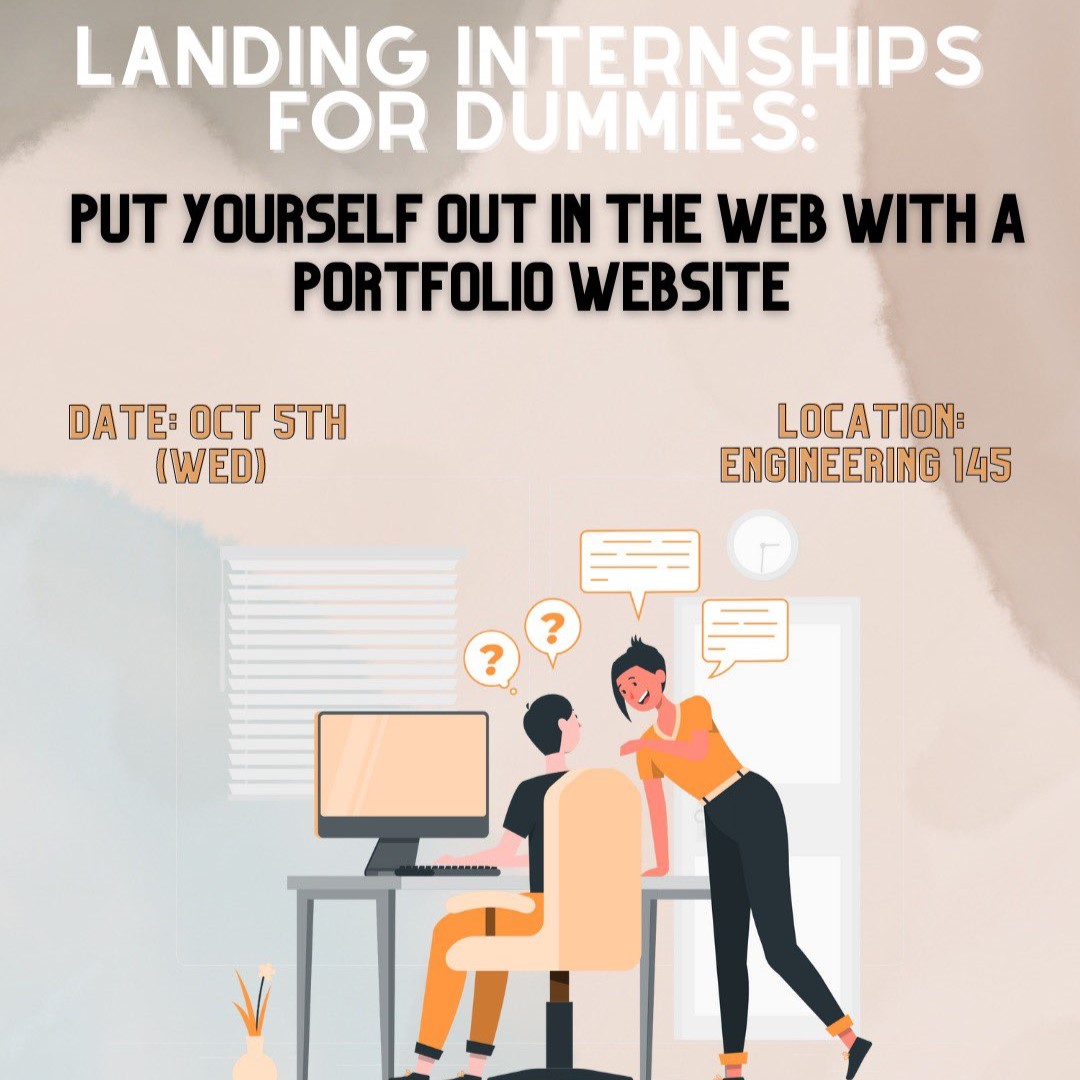 LANDING INTERNSHIPS
FOR DUMMIES:
PUT YOURSELF OUT IN THE WEB WITH A
PORTFOLIO WEBSITE
DATE: OCT 5TH
(WED)
LOCATION:
ENGINEERING 145
?
?